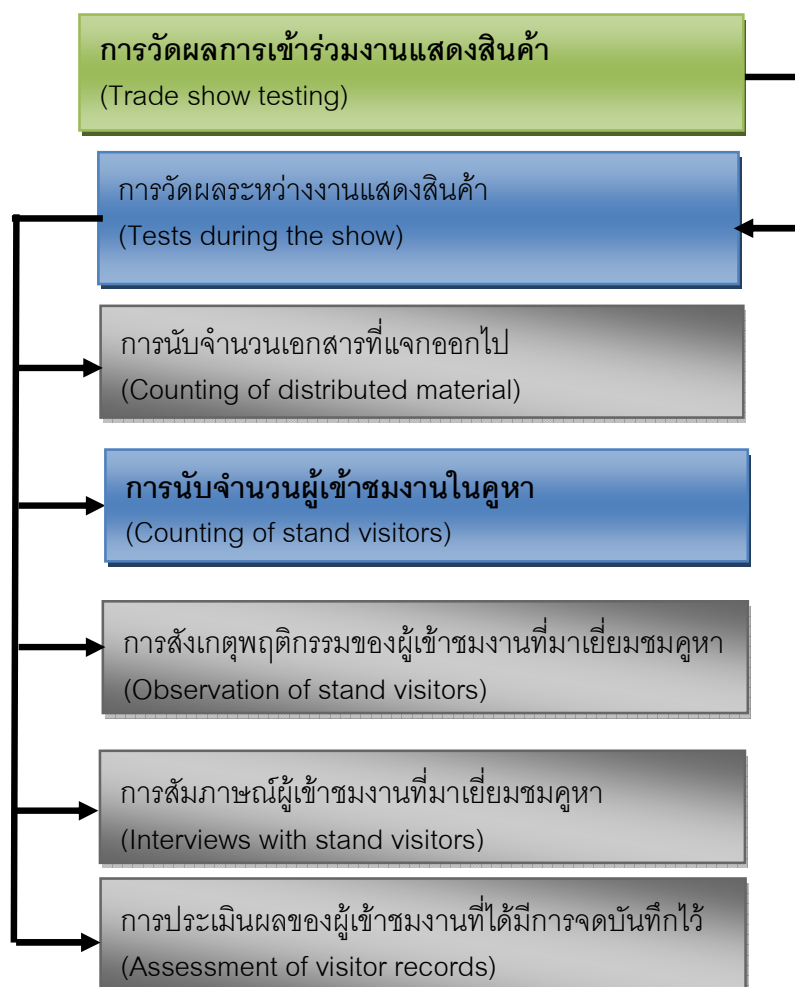 การวัดผลการเข้าร่วมงานแสดงสินค้า
(Trade show testing)
การวัดผลระหว่างงานแสดงสินค้า
(Tests during the show)
การนับจำนวนเอกสารที่แจกออกไป
(Counting of distributed material)
การนับจำนวนผู้เข้าชมงานในคูหา
(Counting of stand visitors)
การสังเกตุพฤติกรรมของผู้เข้าชมงานที่มาเยี่ยมชมคูหา
(Observation of stand visitors)
การสัมภาษณ์ผู้เข้าชมงานที่มาเยี่ยมชมคูหา
(Interviews with stand visitors)
การประเมินผลของผู้เข้าชมงานที่ได้มีการจดบันทึกไว้
(Assessment of visitor records)